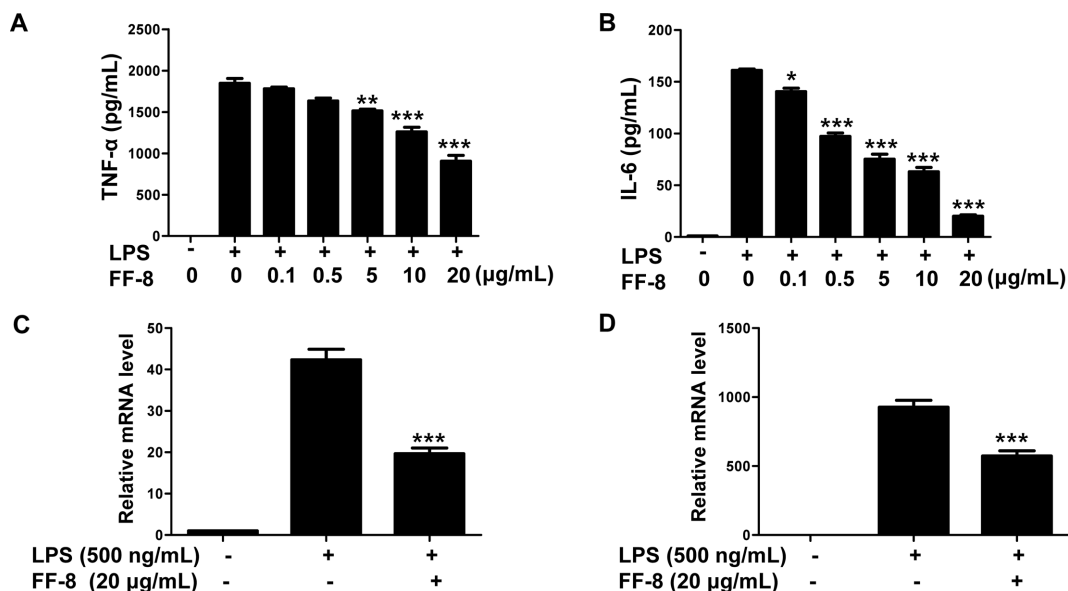 A
TNF-α (pg/mL)
2500
2000
1500
1000
500
0
**
***
***
LPS - + + + + + +
FF-8 0 0 0.1 0.5 5 10 20 (μg/mL)
B
IL-6 (pg/mL)
200
150
100
50
0
*
***
***
***
***
LPS - + + + + + +
FF-8 0 0 0.1 0.5 5 10 20 (μg/mL)
C
Relative mRNA level
50
40
30
20
10
0
***
LPS (500 ng/mL) - + +
FF-8 (20 μg/mL) - - +
D
Relative mRNA level
1500
1000
500
0
***
LPS (500 ng/mL) - + +
FF-8 (20 μg/mL) - - +